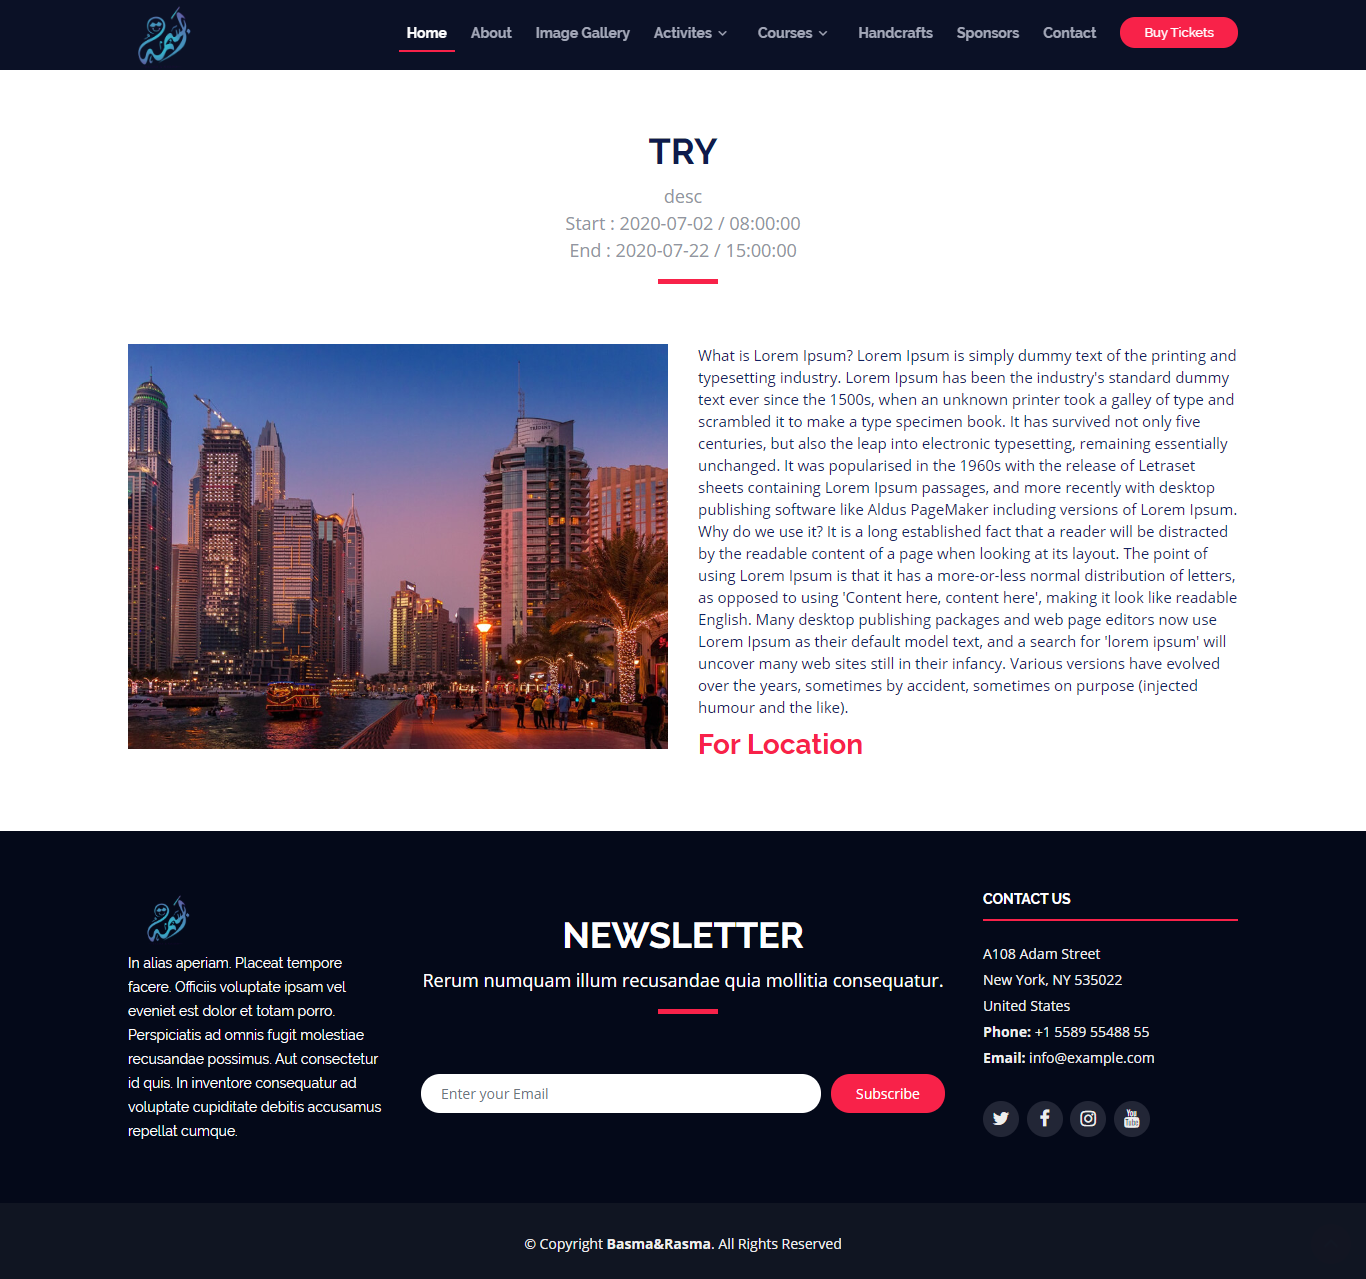 Home About Image Gallery Activites Courses Handcrafts Sponsors Contact Buy Tickets
TRY
desc
Start : 2020-07-02 / 08:00:00
End : 2020-07-22 / 15:00:00
What is Lorem Ipsum? Lorem Ipsum is simply dummy text of the printing and
typesetting industry. Lorem Ipsum has been the industry's standard dummy
text ever since the 1500s, when an unknown printer took a galley of type and
scrambled it to make a type specimen book. It has survived not only five
centuries, but also the leap into electronic typesetting, remaining essentially
unchanged. It was popularised in the 1960s with the release of Letraset
sheets containing Lorem Ipsum passages, and more recently with desktop
publishing software like Aldus PageMaker including versions of Lorem Ipsum.
Why do we use it? It is a long established fact that a reader will be distracted
by the readable content of a page when looking at its layout. The point of
using Lorem Ipsum is that it has a more-or-less normal distribution of letters,
as opposed to using 'Content here, content here', making it look like readable
English. Many desktop publishing packages and web page editors now use
Lorem Ipsum as their default model text, and a search for 'lorem ipsum' will
uncover many web sites still in their infancy. Various versions have evolved
over the years, sometimes by accident, sometimes on purpose (injected
humour and the like).
For Location
In alias aperiam. Placeat tempore
facere. Officiis voluptate ipsam vel
eveniet est dolor et totam porro.
Perspiciatis ad omnis fugit molestiae
recusandae possimus. Aut consectetur
id quis. In inventore consequatur ad
voluptate cupiditate debitis accusamus
repellat cumque.
NEWSLETTER
Rerum numquam illum recusandae quia mollitia consequatur.
Enter your Email
Subscribe
CONTACT US
A108 Adam Street
New York, NY 535022
United States
Phone: +1 5589 55488 55
Email: info@example.com
You Tube
© Copyright Basma&Rasma. All Rights Reserved